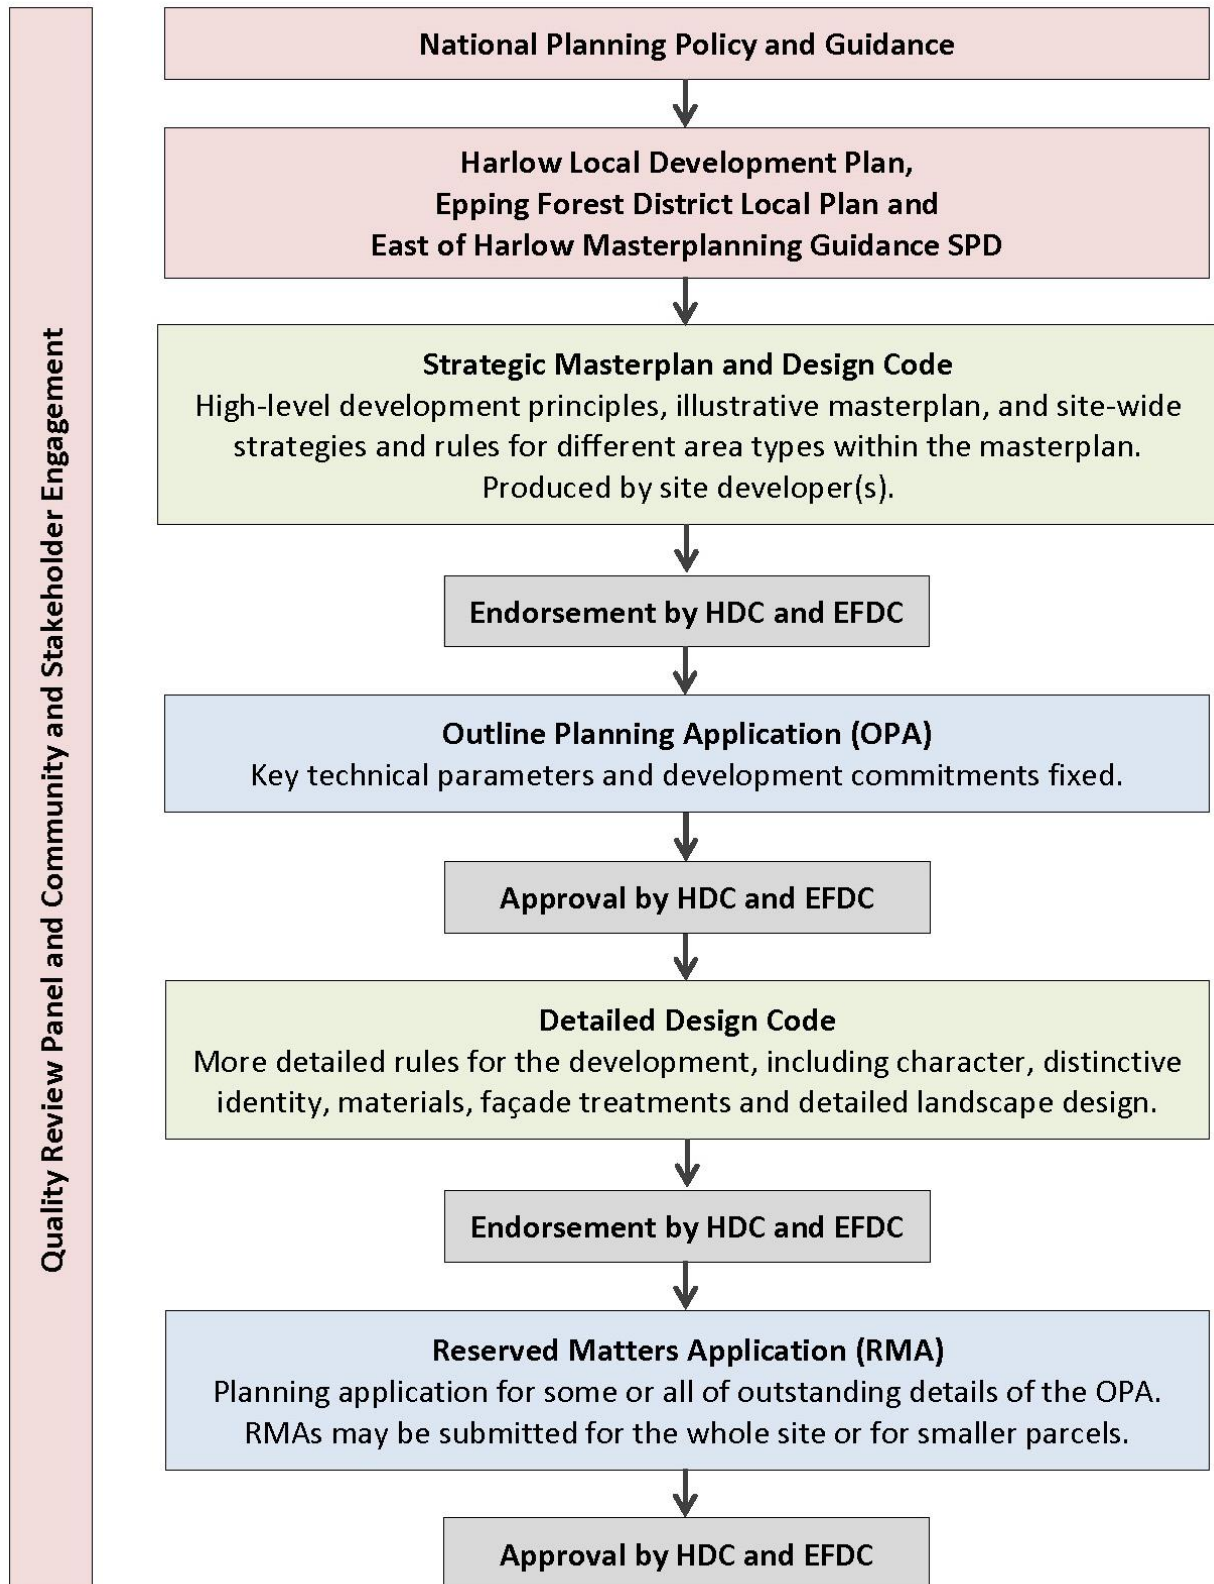 Quality Review Panel and Community and Stakeholder Engagement
National Planning Policy and Guidance
Harlow Local Development Plan,
Epping Forest District Local Plan and
East of Harlow Masterplanning Guidance SPD
Strategic Masterplan and Design Code
High-level development principles, illustrative masterplan, and site-wide
strategies and rules for different area types within the masterplan.
Produced by site developer(s).
Endorsement by HDC and EFDC
Outline Planning Application (OPA)
Key technical parameters and development commitments fixed.
Approval by HDC and EFDC
Detailed Design Code
More detailed rules for the development, including character, distinctive
identity, materials, façade treatments and detailed landscape design.
Endorsement by HDC and EFDC
Reserved Matters Application (RMA)
Planning application for some or all of outstanding details of the OPA.
RMAs may be submitted for the whole site or for smaller parcels.
Approval by HDC and EFDC